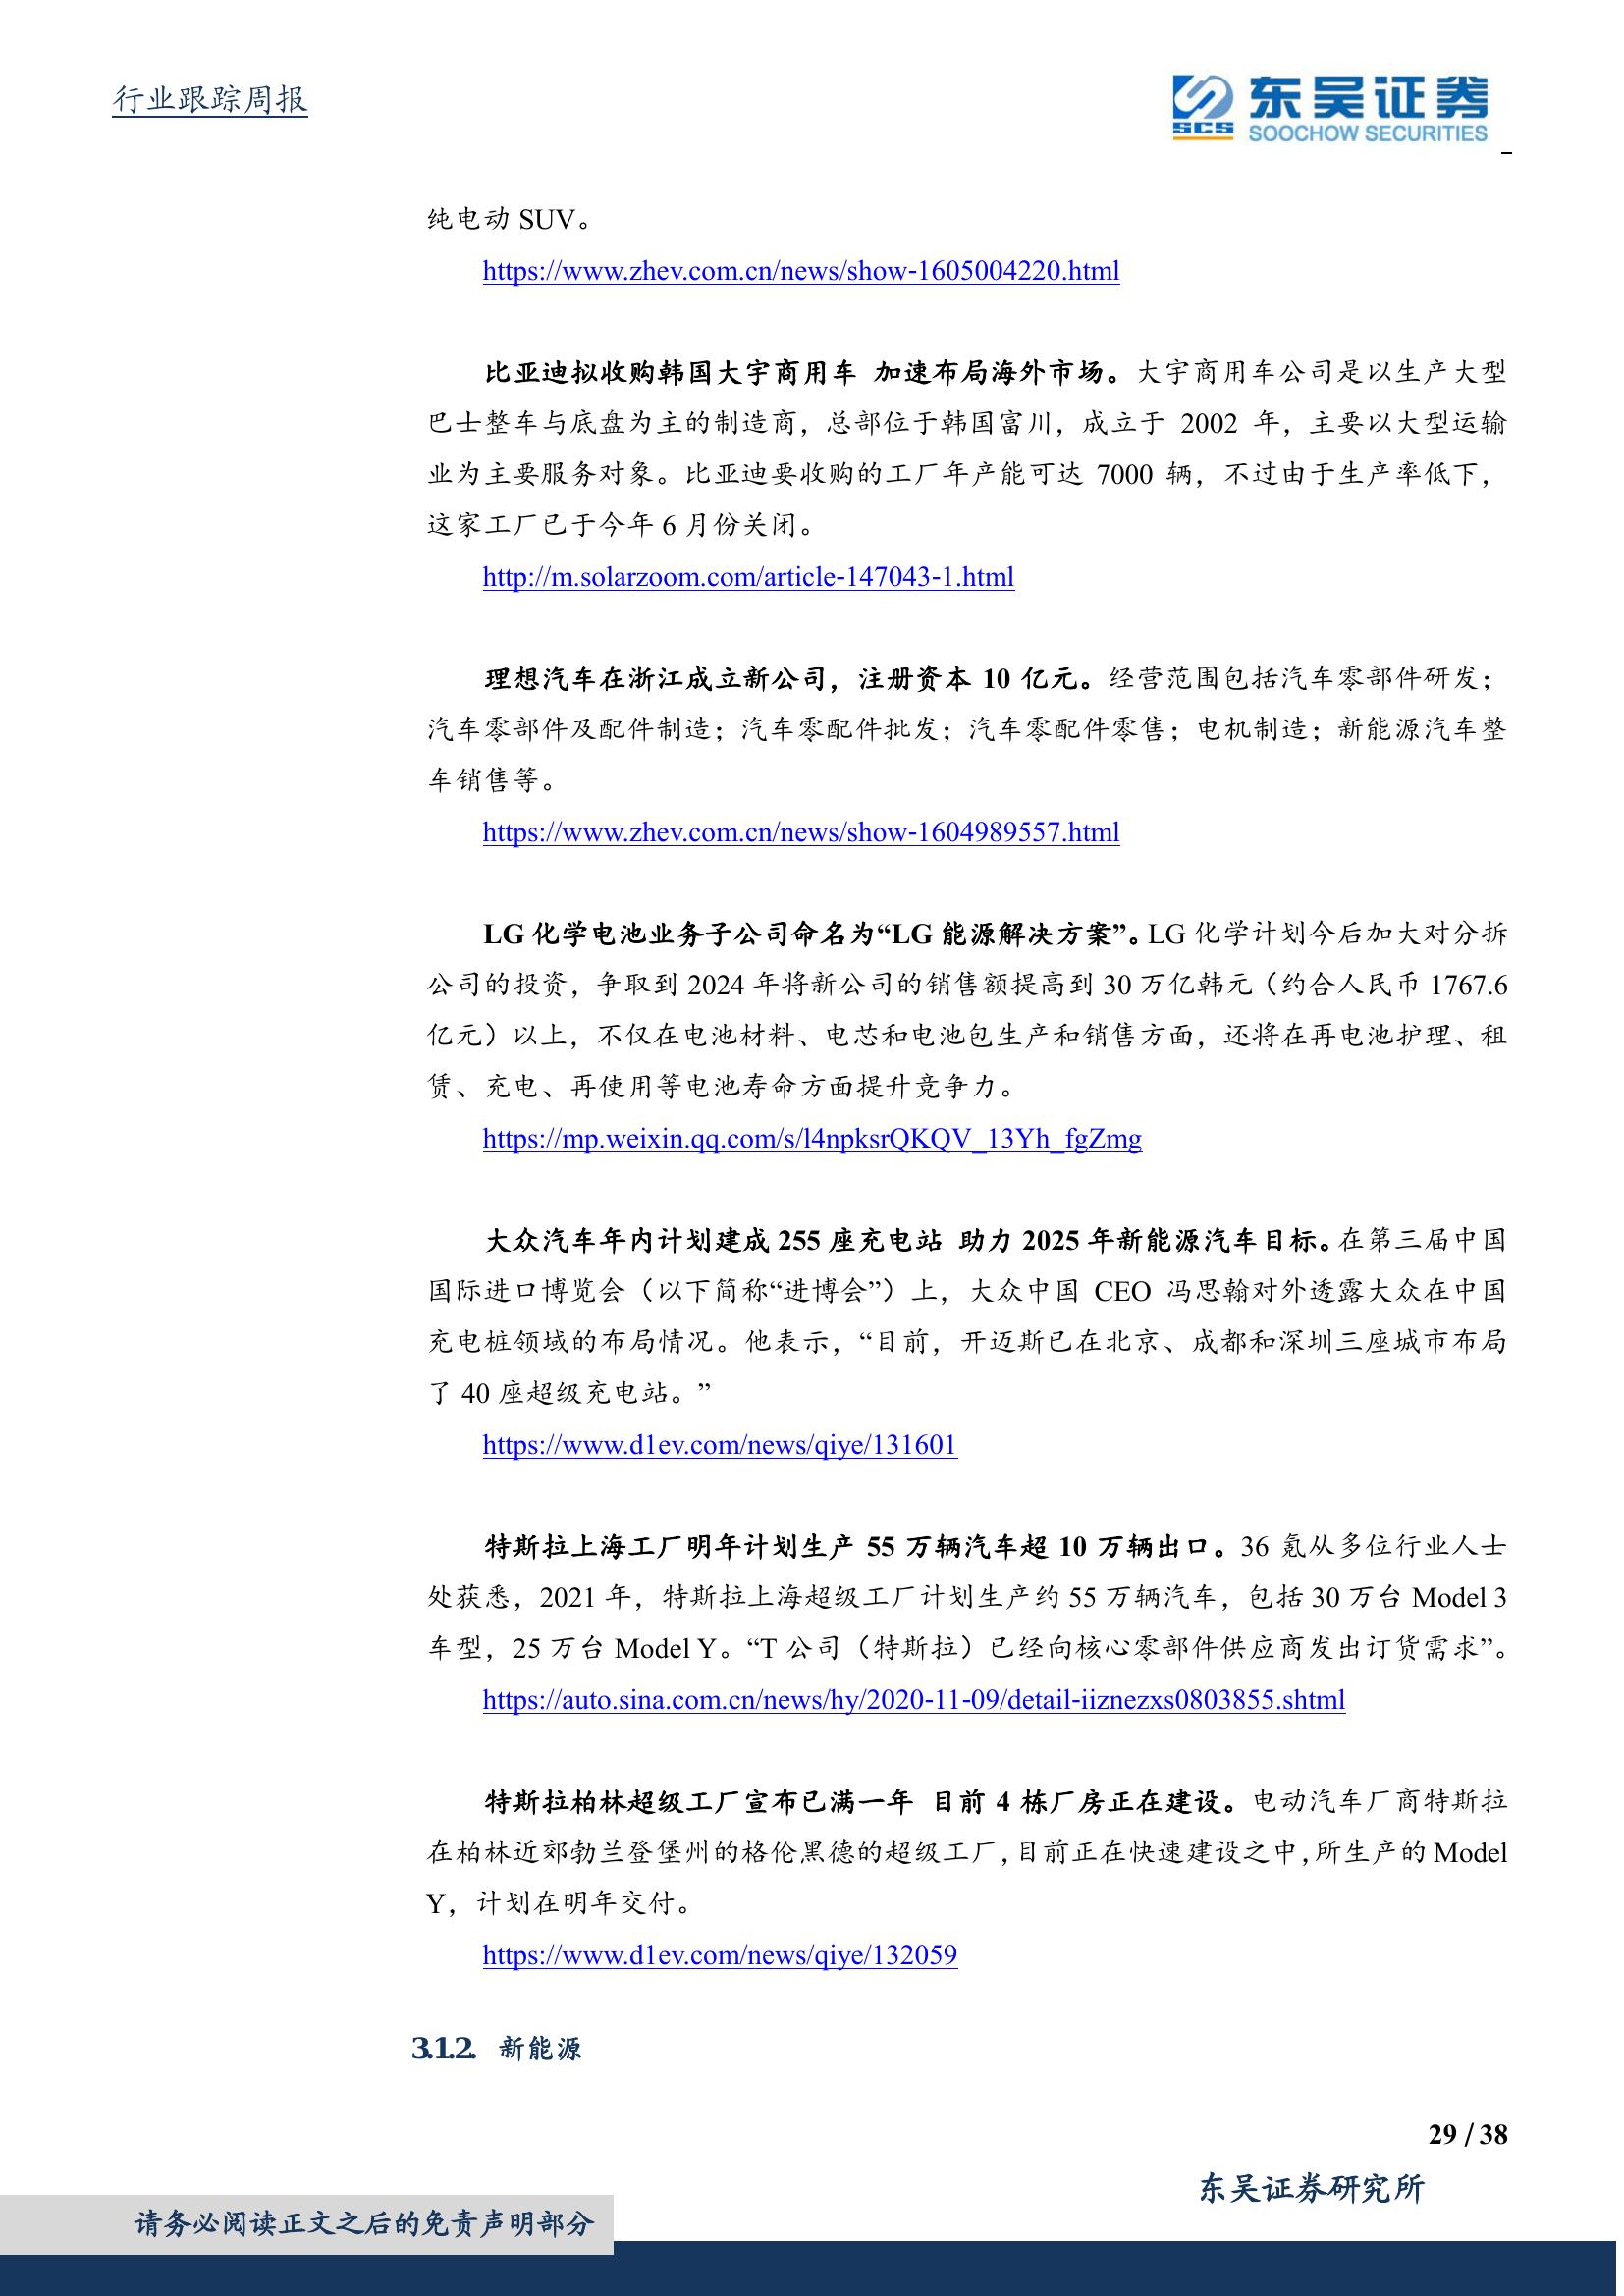 行业跟踪周报
SCS 东吴证券
SOOCHOW SECURITIES
纯电动 SUV。
https://www.zhev.com.cn/news/show-1605004220.html
比亚迪拟收购韩国大宇商用车 加速布局海外市场。大宇商用车公司是以生产大型
巴士整车与底盘为主的制造商，总部位于韩国富川，成立于 2002 年，主要以大型运输
业为主要服务对象。比亚迪要收购的工厂年产能可达 7000 辆，不过由于生产率低下，
这家工厂已于今年 6 月份关闭。
http://m.solarzoom.com/article-147043-1.html
理想汽车在浙江成立新公司，注册资本 10 亿元。经营范围包括汽车零部件研发；
汽车零部件及配件制造；汽车零配件批发；汽车零配件零售；电机制造；新能源汽车整
车销售等。
https://www.zhev.com.cn/news/show-1604989557.html
LG 化学电池业务子公司命名为“LG 能源解决方案”。LG 化学计划今后加大对分拆
公司的投资，争取到 2024 年将新公司的销售额提高到 30 万亿韩元（约合人民币 1767.6
亿元）以上，不仅在电池材料、电芯和电池包生产和销售方面，还将在再电池护理、租
赁、充电、再使用等电池寿命方面提升竞争力。
https://mp.weixin.qq.com/s/l4npksrQKQV_13Yh_fgZmg
大众汽车年内计划建成 255 座充电站 助力 2025 年新能源汽车目标。在第三届中国
国际进口博览会（以下简称“进博会”）上，大众中国 CEO 冯思翰对外透露大众在中国
充电桩领域的布局情况。他表示，“目前，开迈斯已在北京、成都和深圳三座城市布局
了 40 座超级充电站。”
https://www.d1ev.com/news/qiye/131601
特斯拉上海工厂明年计划生产 55 万辆汽车超 10 万辆出口。36 氪从多位行业人士
处获悉，2021 年，特斯拉上海超级工厂计划生产约 55 万辆汽车，包括 30 万台 Model 3
车型，25 万台 Model Y。“T 公司（特斯拉）已经向核心零部件供应商发出订货需求”。
https://auto.sina.com.cn/news/hy/2020-11-09/detail-iiznezxs0803855.shtml
特斯拉柏林超级工厂宣布已满一年 目前 4 栋厂房正在建设。电动汽车厂商特斯拉
在柏林近郊勃兰登堡州的格伦黑德的超级工厂，目前正在快速建设之中，所生产的 Model
Y，计划在明年交付。
https://www.d1ev.com/news/qiye/132059
3.1.2. 新能源
29 / 38
东吴证券研究所
请务必阅读正文之后的免责声明部分